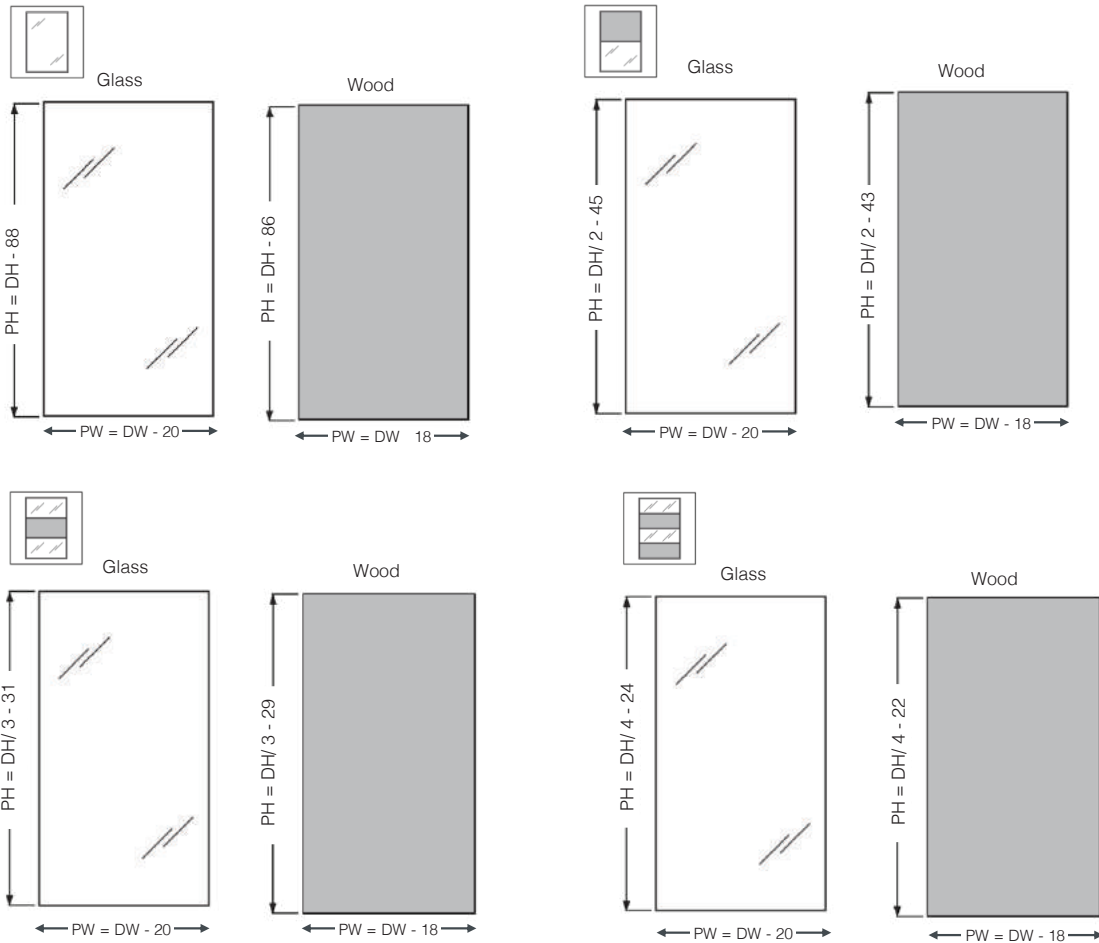 Glass
Wood
PH = DH - 88
PH = DH - 86
PW = DW - 20
PW = DW 18
Glass
Wood
PH = DH/ 2 - 45
PH = DH/ 2 - 43
PW = DW - 20
PW = DW - 18
Glass
Wood
PH = DH/ 3 - 31
PH = DH/ 3 - 29
PW = DW - 20
PW = DW - 18
Glass
Wood
PH = DH/ 4 - 24
PH = DH/ 4 - 22
PW = DW - 20
PW = DW - 18